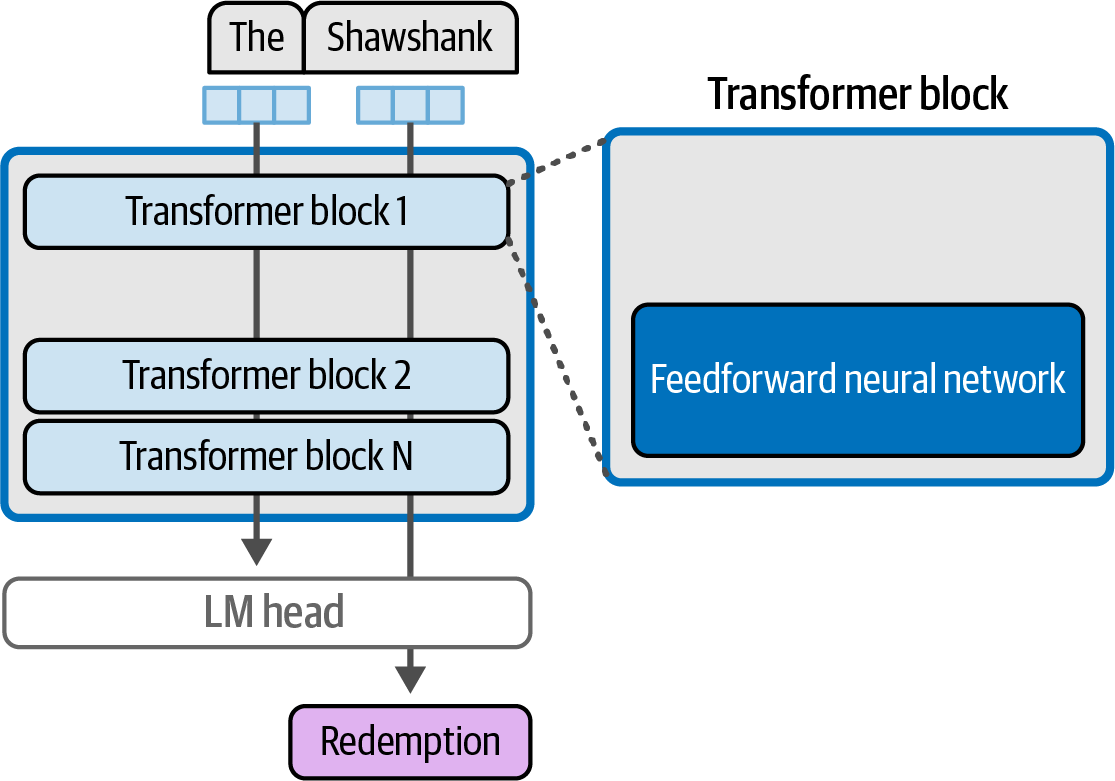 The
Shawshank
Transformer block
Transformer block 1
Transformer block 2
Transformer block N
Feedforward neural network
LM head
Redemption